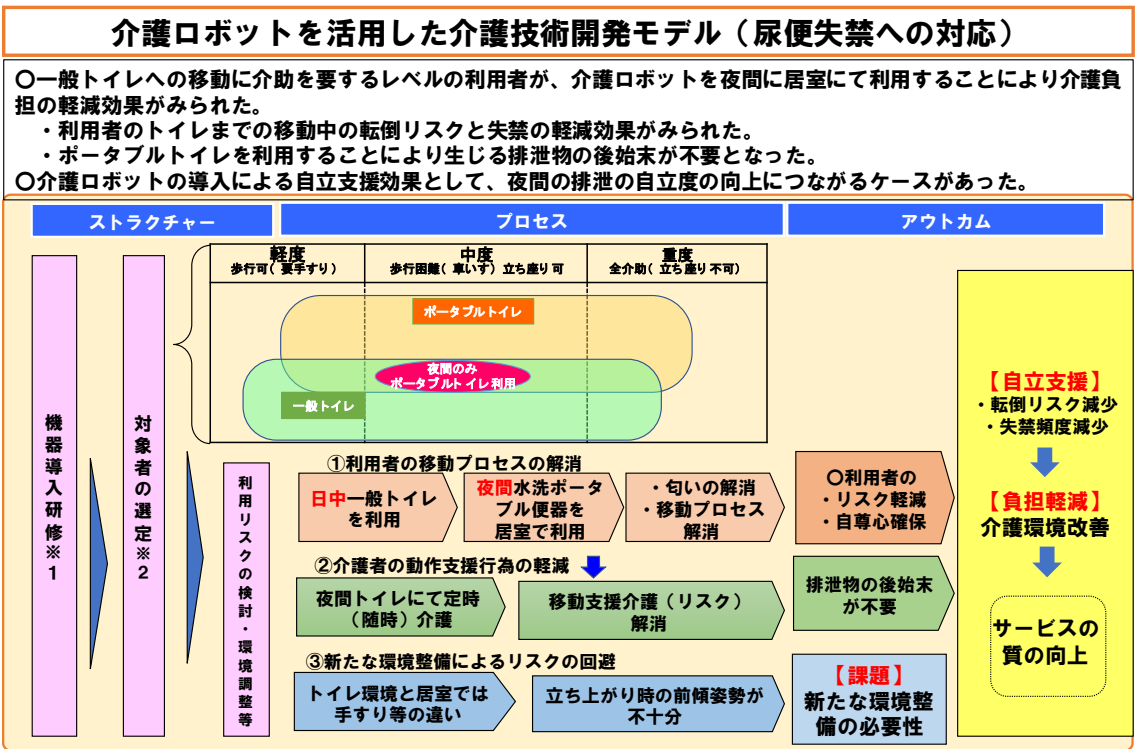 介護ロボットを活用した介護技術開発モデル（尿便失禁への対応）
〇一般トイレへの移動に介助を要するレベルの利用者が、介護ロボットを夜間に居室にて利用することにより介護負
担の軽減効果がみられた。
・利用者のトイレまでの移動中の転倒リスクと失禁の軽減効果がみられた。
・ポータブルトイレを利用することにより生じる排泄物の後始末が不要となった。
〇介護ロボットの導入による自立支援効果として、夜間の排泄の自立度の向上につながるケースがあった。
ストラクチャー
プロセス
アウトカム
機器導入研修※1
対象者の選定※2
利用リスクの検討・環境調整等
軽度
歩行可(要手すり)
中度
歩行困難(車いす)立ち座り可
重度
全介助(立ち座り不可)
ポータブルトイレ
夜間のみ
ポータブルトイレ利用
一般トイレ
①利用者の移動プロセスの解消
日中一般トイレ
を利用
夜間水洗ポータ
ブル便器を
居室で利用
・匂いの解消
・移動プロセス
解消
〇利用者の
・リスク軽減
・自尊心確保
②介護者の動作支援行為の軽減
夜間トイレにて定時
（随時）介護
移動支援介護（リスク）
解消
排泄物の後始末
が不要
③新たな環境整備によるリスクの回避
トイレ環境と居室では
手すり等の違い
立ち上がり時の前傾姿勢が
不十分
【課題】
新たな環境整
備の必要性
【自立支援】
・転倒リスク減少
・失禁頻度減少
【負担軽減】
介護環境改善
サービスの
質の向上